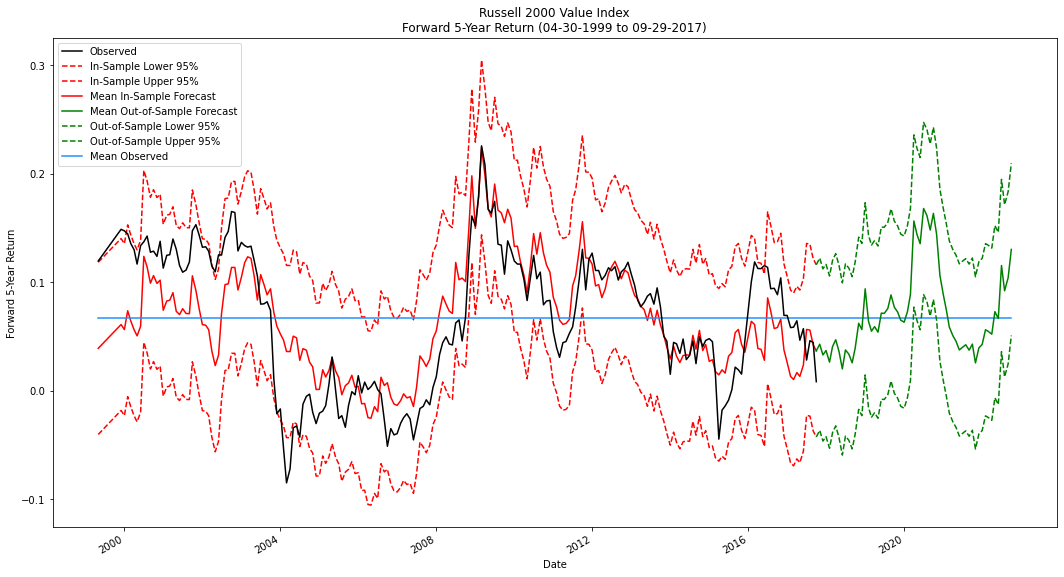 Russell 2000 Value Index
Forward 5-Year Return (04-30-1999 to 09-29-2017)
Observed
In-Sample Lower 95%
In-Sample Upper 95%
Mean In-Sample Forecast
Mean Out-of-Sample Forecast
Out-of-Sample Lower 95%
Out-of-Sample Upper 95%
Mean Observed
Forward 5-Year Return
0.3
0.2
0.1
0.0
−0.1
2000
2004
2008
2012
2016
2020
Date